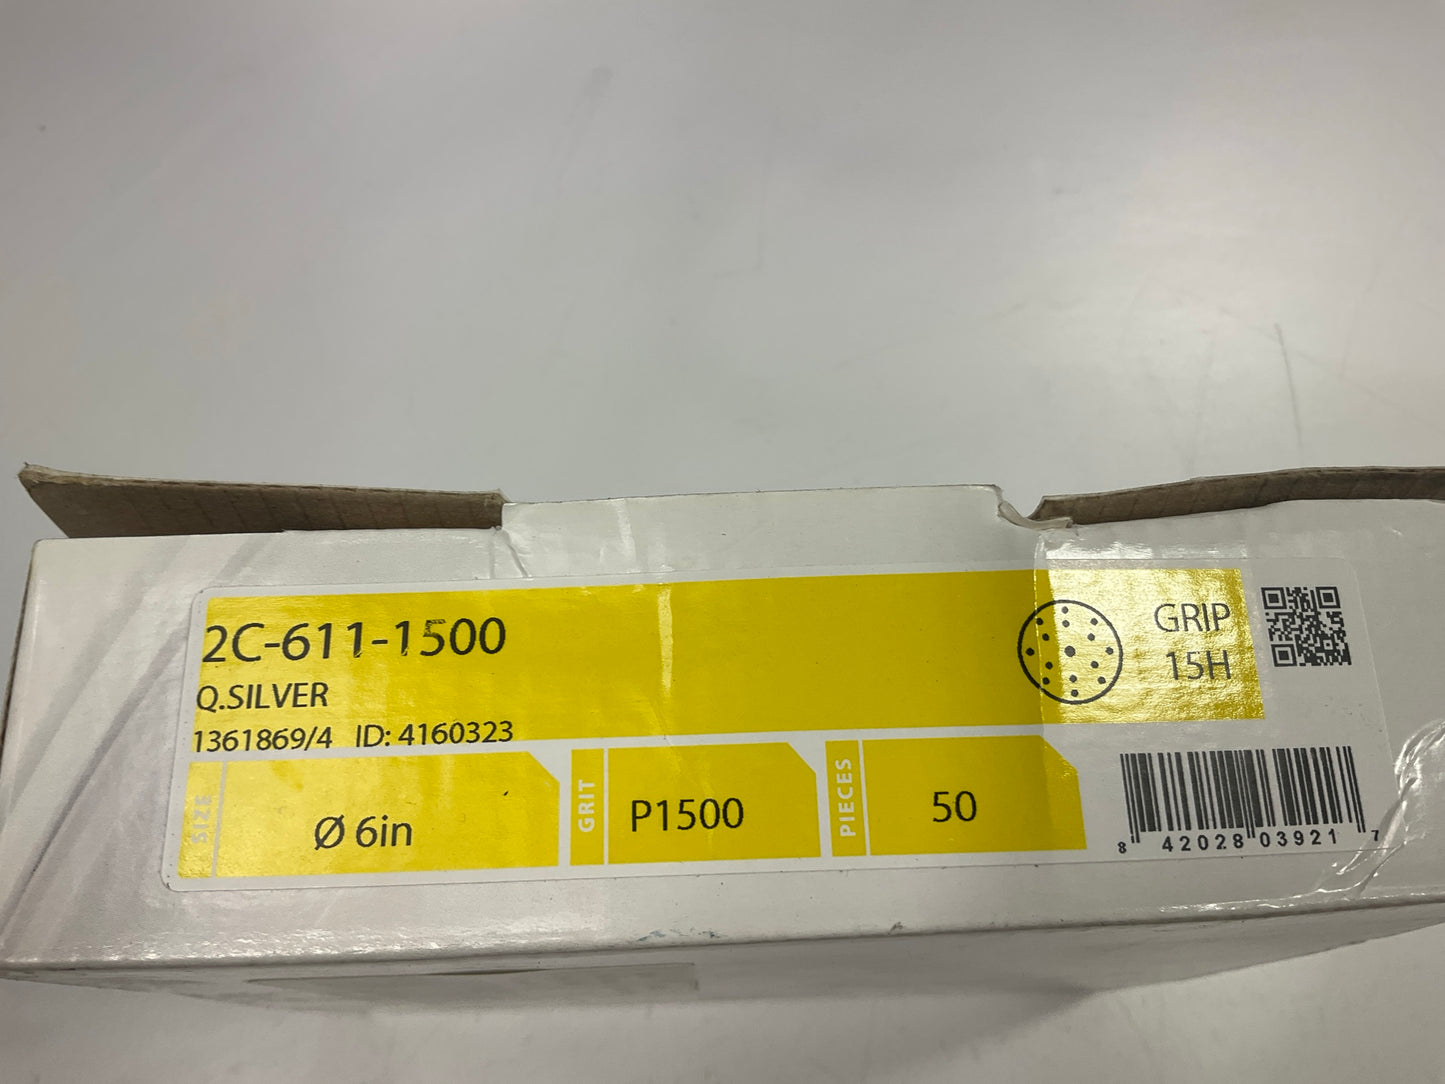 2C-611-1500
Q.SILVER
1361869/4 ID: 4160323
GRIP
15H
SIZE
Ø 6in
GRIT
P1500
PIECES
50
8 42028 03921 7